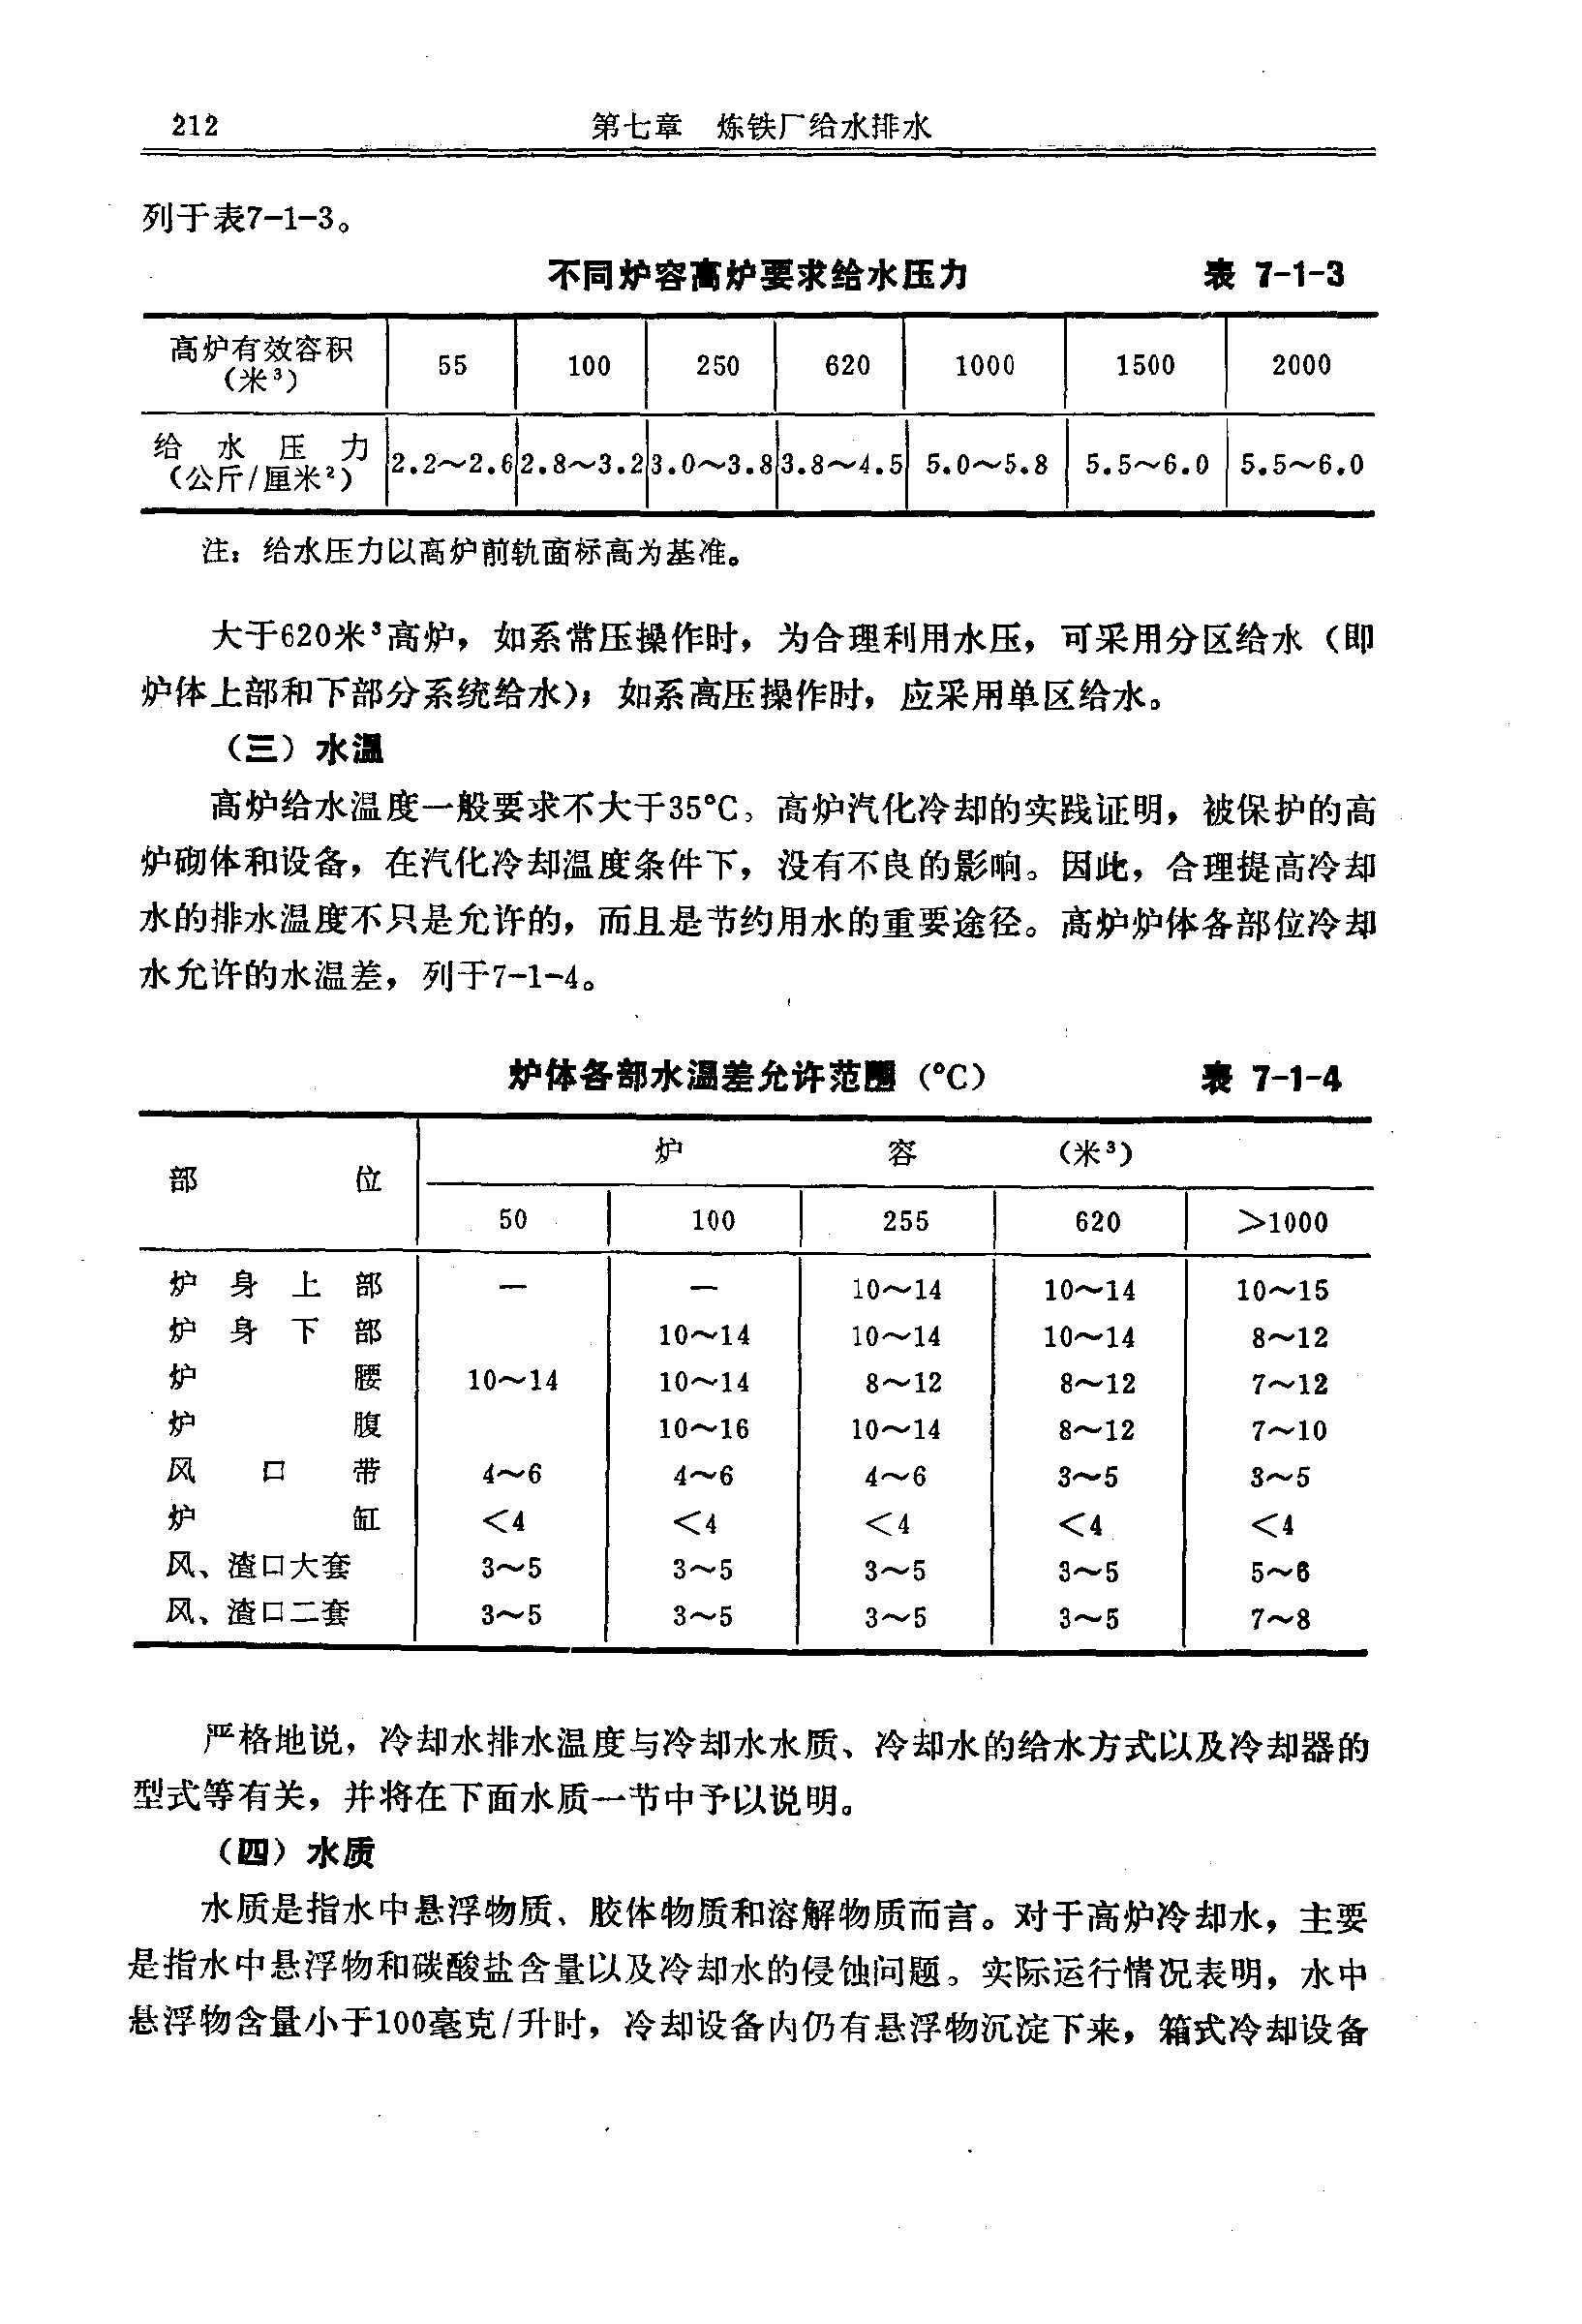 212 第七章 炼铁厂给水排水
列于表7-1-3。
不同炉容高炉要求给水压力 表 7-1-3
高炉有效容积（米³） 55 100 250 620 1000 1500 2000
给水压力（公斤/厘米²） 2.2～2.6 2.8～3.2 3.0～3.8 3.8～4.5 5.0～5.8 5.5～6.0 5.5～6.0
注：给水压力以高炉前轨面标高为基准。
大于620米³高炉，如系常压操作时，为合理利用水压，可采用分区给水（即
炉体上部和下部分系统给水）；如系高压操作时，应采用单区给水。
（三）水温
高炉给水温度一般要求不大于35°C，高炉汽化冷却的实践证明，被保护的高
炉砌体和设备，在汽化冷却温度条件下，没有不良的影响。因此，合理提高冷却
水的排水温度不只是允许的，而且是节约用水的重要途径。高炉炉体各部位冷却
水允许的水温差，列于7-1-4。
炉体各部水温差允许范围（°C） 表 7-1-4
部位 炉容（米³）
50 100 255 620 ＞1000
炉身上部 — — 10～14 10～14 10～15
炉身下部 10～14 10～14 10～14 8～12
炉腰 10～14 10～14 8～12 8～12 7～12
炉腹 10～16 10～14 8～12 7～10
风口带 4～6 4～6 4～6 3～5 3～5
炉缸 ＜4 ＜4 ＜4 ＜4 ＜4
风、渣口大套 3～5 3～5 3～5 3～5 5～6
风、渣口二套 3～5 3～5 3～5 3～5 7～8
严格地说，冷却水排水温度与冷却水水质、冷却水的给水方式以及冷却器的
型式等有关，并将在下面水质一节中予以说明。
（四）水质
水质是指水中悬浮物质、胶体物质和溶解物质而言。对于高炉冷却水，主要
是指水中悬浮物和碳酸盐含量以及冷却水的侵蚀问题。实际运行情况表明，水中
悬浮物含量小于100毫克/升时，冷却设备内仍有悬浮物沉淀下来，箱式冷却设备